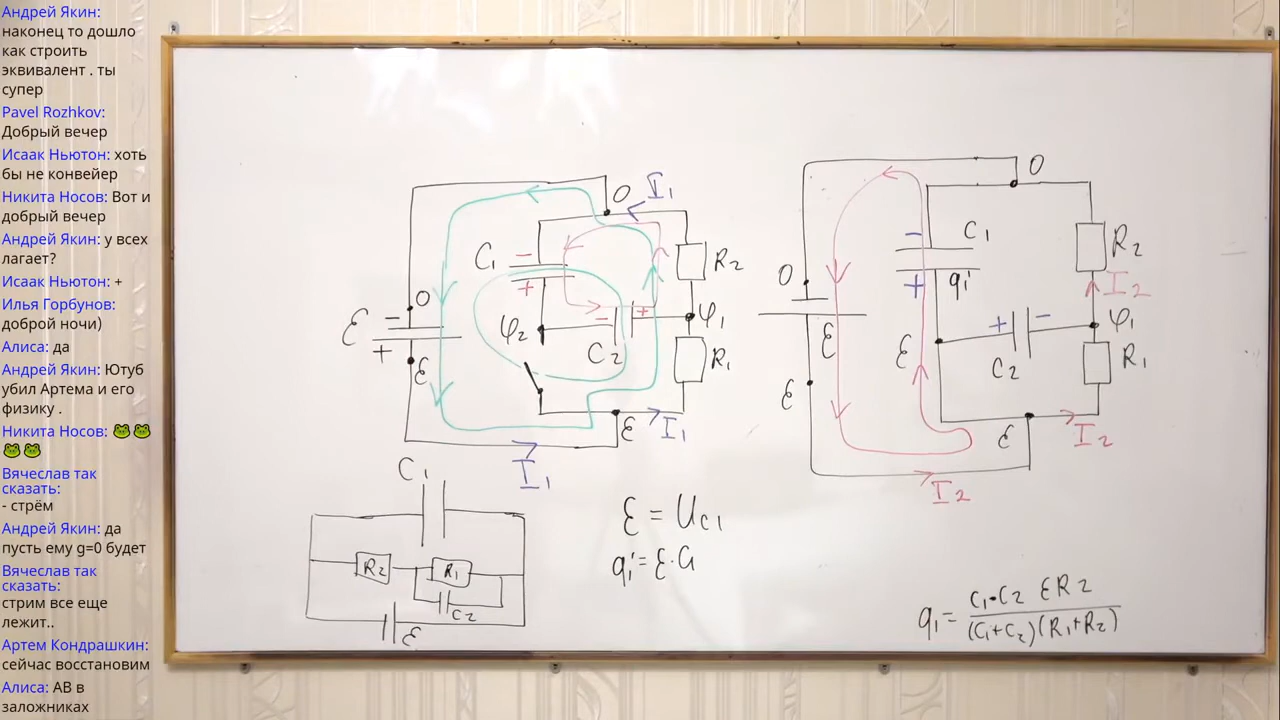 Андрей Якин:
наконец то дошло
как строить
эквивалент . ты
супер
Pavel Rozhkov:
Добрый вечер
Исаак Ньютон: хоть
бы не конвейер
Никита Носов: Вот и
добрый вечер
Андрей Якин: у всех
лагает?
Исаак Ньютон: +
Илья Горбунов:
доброй ночи)
Алиса: да
Андрей Якин: Ютуб
убил Артема и его
физику .
Никита Носов: 🐸🐸
🐸🐸
Вячеслав так
сказать:
- стрём
Андрей Якин: да
пусть ему g=0 будет
Вячеслав так
сказать:
стрим все еще
лежит..
Артем Кондрашкин:
сейчас восстановим
Алиса: АВ в
заложниках
0
I₁
C₁
-
+
R₂
0
-
ℰ
+
ℰ
φ₂
-
+
φ₁
C₂
R₁
ℰ
I₁
I₁
0
-
C₁
+
q₁'
R₂
I₂
0
ℰ
ℰ
ℰ
+
-
φ₁
C₂
R₁
ℰ
I₂
I₂
C₁
R₂
R₁
C₂
ℰ
ℰ = U_C₁
q₁' = ℰ·C₁
q₁ = C₁·C₂ ℰR₂ / (C₁+C₂)(R₁+R₂)